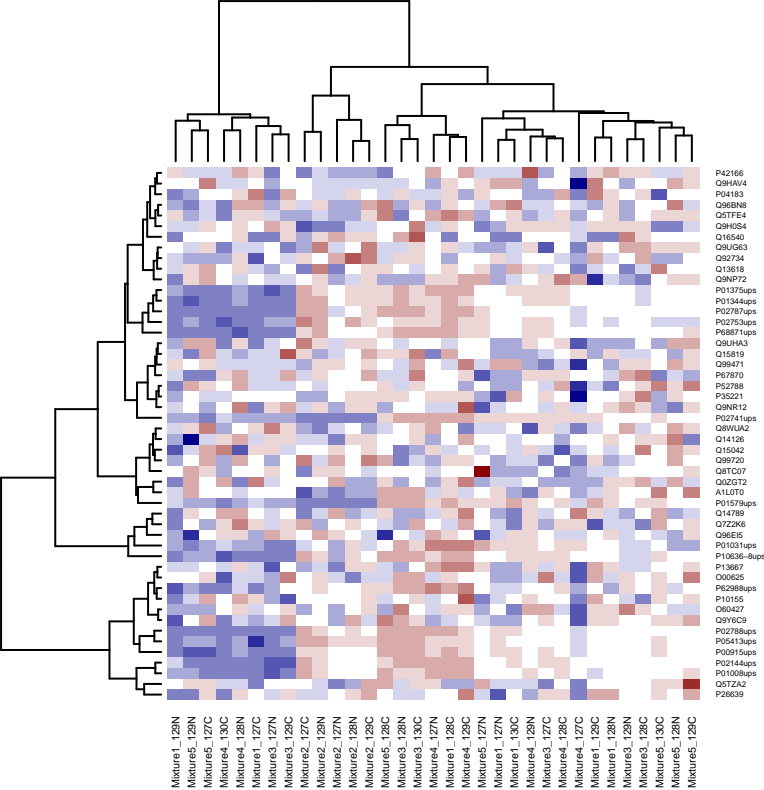 P42166
Q9HAV4
P04183
Q96BN8
Q5TFE4
Q9H0S4
Q16540
Q9UG63
Q92734
Q13618
Q9NP72
P01375ups
P01344ups
P02787ups
P02753ups
P68871ups
Q9UHA3
Q15819
Q99471
P67870
P52788
P35221
Q9NR12
P02741ups
Q8WUA2
Q14126
Q15042
Q99720
Q8TC07
Q0ZGT2
A1L0T0
P01579ups
Q14789
Q7Z2K6
Q96EI5
P01031ups
P10636−8ups
P13667
O00625
P62988ups
P10155
O60427
Q9Y6C9
P02788ups
P05413ups
P00915ups
P02144ups
P01008ups
Q5TZA2
P26639
Mixture1_129N
Mixture5_129N
Mixture5_127C
Mixture4_130C
Mixture4_128N
Mixture1_127C
Mixture3_127N
Mixture3_129C
Mixture2_127C
Mixture2_129N
Mixture2_127N
Mixture2_128N
Mixture2_129C
Mixture5_128C
Mixture3_128N
Mixture3_130C
Mixture4_127N
Mixture1_128C
Mixture4_129C
Mixture5_127N
Mixture1_127N
Mixture1_130C
Mixture4_129N
Mixture3_127C
Mixture4_128C
Mixture4_127C
Mixture1_129C
Mixture1_128N
Mixture3_129N
Mixture3_128C
Mixture5_130C
Mixture5_128N
Mixture5_129C